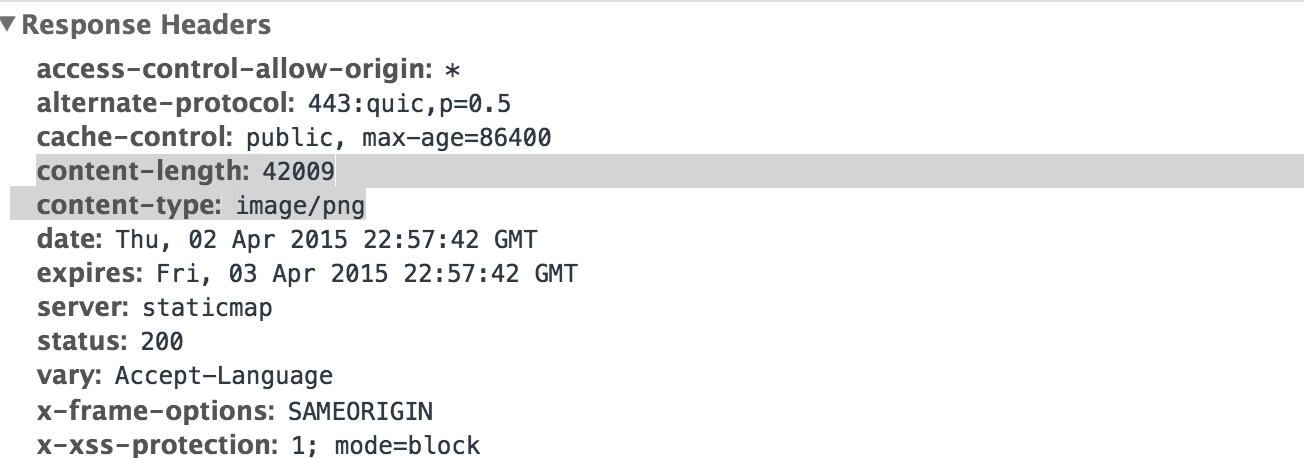 Response Headers
access-control-allow-origin: *
alternate-protocol: 443:quic,p=0.5
cache-control: public, max-age=86400
content-length: 42009
content-type: image/png
date: Thu, 02 Apr 2015 22:57:42 GMT
expires: Fri, 03 Apr 2015 22:57:42 GMT
server: staticmap
status: 200
vary: Accept-Language
x-frame-options: SAMEORIGIN
x-xss-protection: 1; mode=block